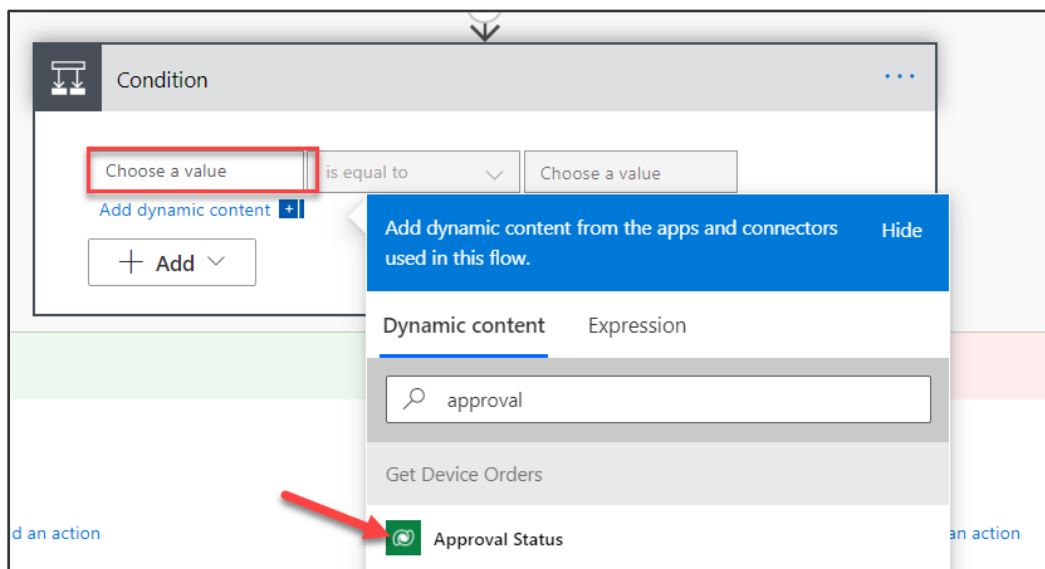 Condition
Choose a value
is equal to
Choose a value
Add dynamic content
Add
Add dynamic content from the apps and connectors
used in this flow.
Hide
Dynamic content
Expression
approval
Get Device Orders
Approval Status
d an action
an action